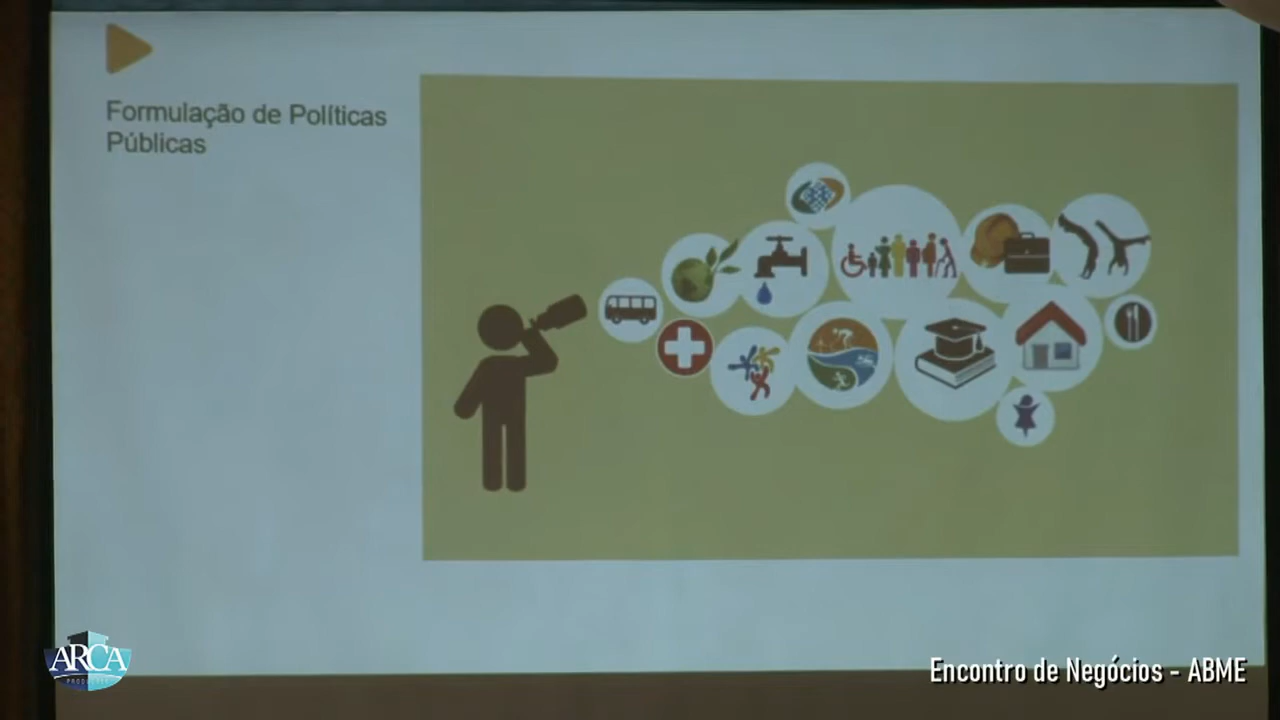 Formulação de Políticas
Públicas
ARCA
Encontro de Negócios - ABME